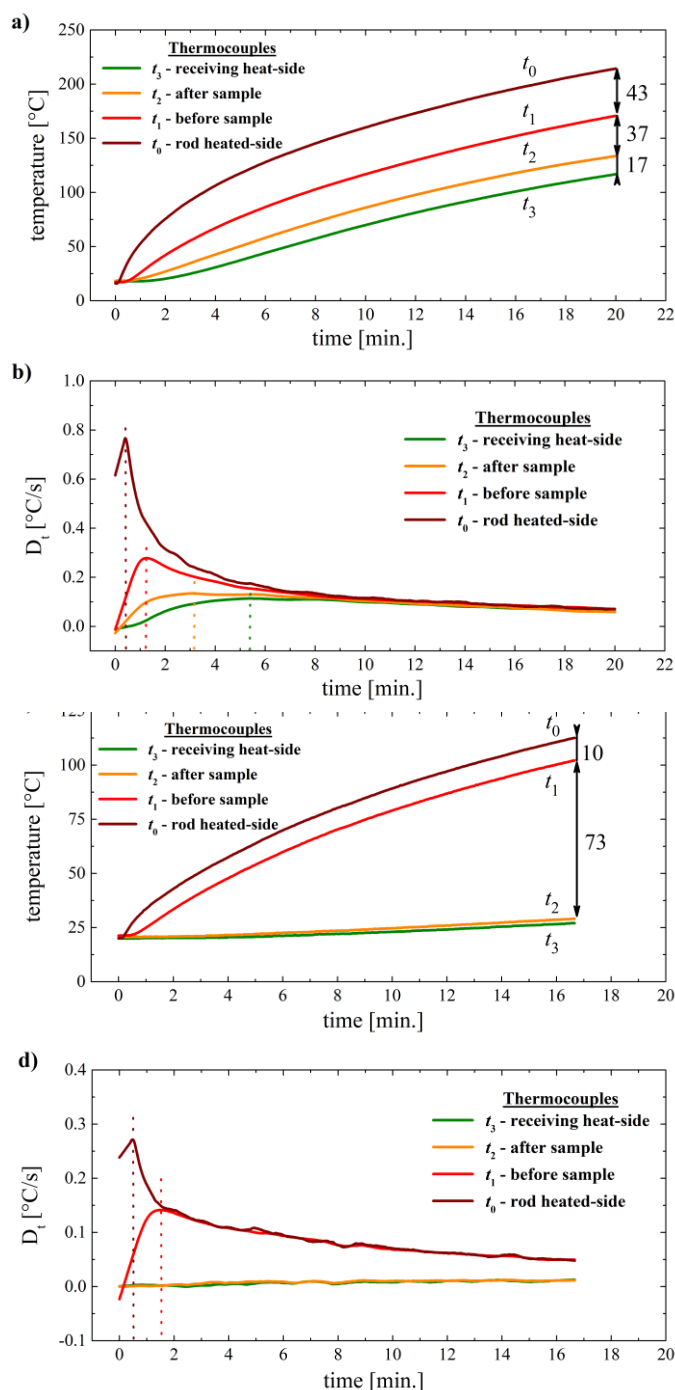 a)
250
200
150
100
50
0
temperature [°C]
Thermocouples
t₃ - receiving heat-side
t₂ - after sample
t₁ - before sample
t₀ - rod heated-side
t₀
t₁
t₂
t₃
43
37
17
0 2 4 6 8 10 12 14 16 18 20 22
time [min.]
b)
1.0
0.8
0.6
0.4
0.2
0.0
Dₜ [°C/s]
Thermocouples
t₃ - receiving heat-side
t₂ - after sample
t₁ - before sample
t₀ - rod heated-side
0 2 4 6 8 10 12 14 16 18 20 22
time [min.]
125
100
75
50
25
0
temperature [°C]
Thermocouples
t₃ - receiving heat-side
t₂ - after sample
t₁ - before sample
t₀ - rod heated-side
t₀
10
t₁
73
t₂
t₃
0 2 4 6 8 10 12 14 16 18 20
time [min.]
d)
0.4
0.3
0.2
0.1
0.0
-0.1
Dₜ [°C/s]
Thermocouples
t₃ - receiving heat-side
t₂ - after sample
t₁ - before sample
t₀ - rod heated-side
0 2 4 6 8 10 12 14 16 18 20
time [min.]